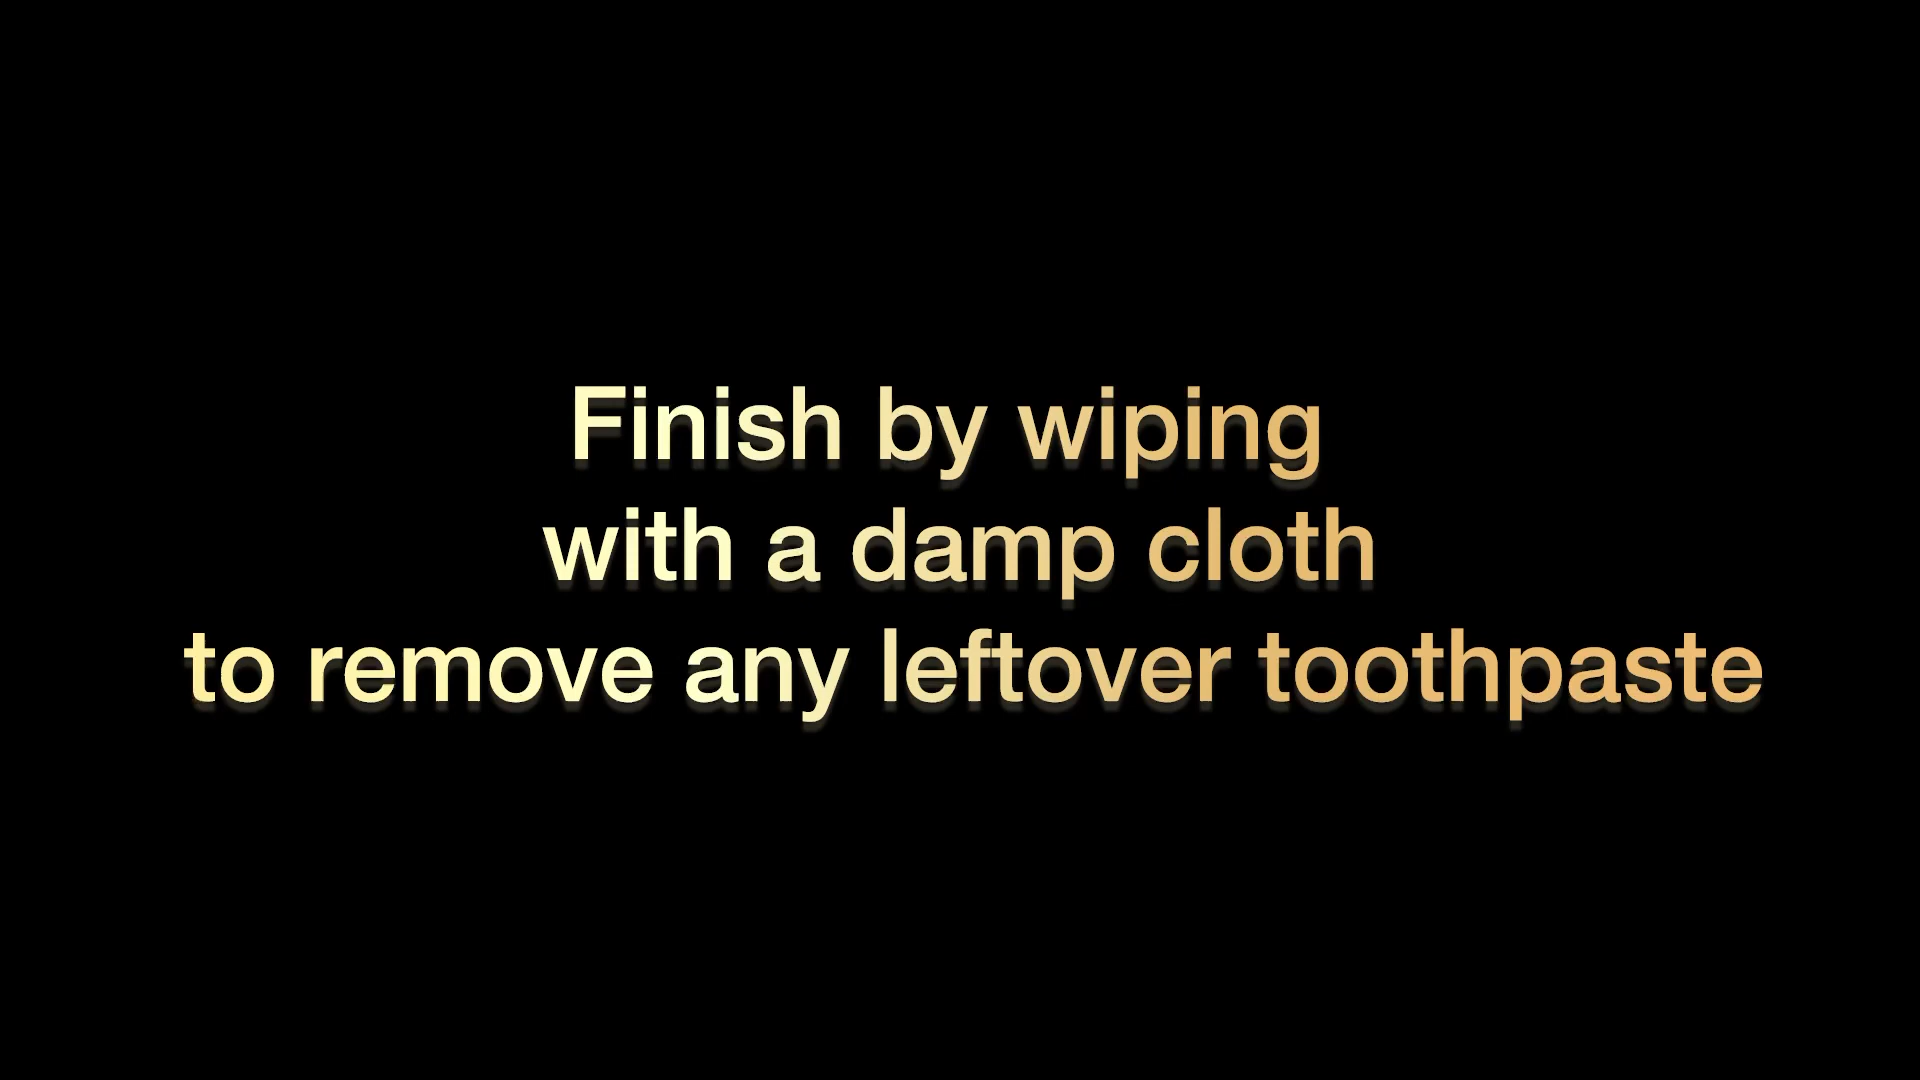 Finish by wiping
with a damp cloth
to remove any leftover toothpaste